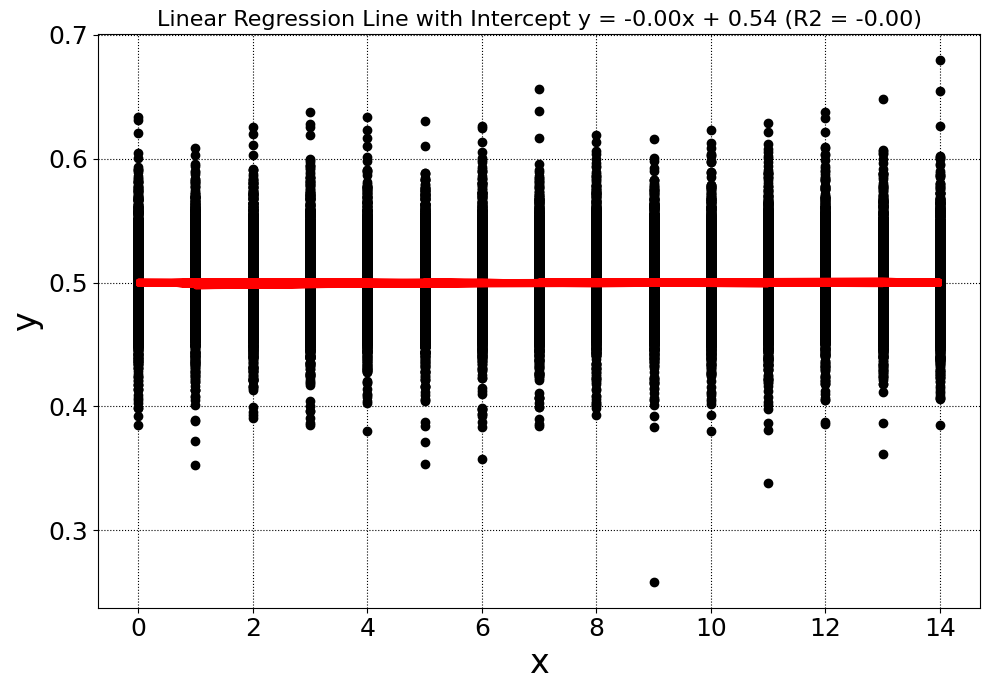 Linear Regression Line with Intercept y = -0.00x + 0.54 (R2 = -0.00)
0.7
0.6
0.5
0.4
0.3
y
0 2 4 6 8 10 12 14
x